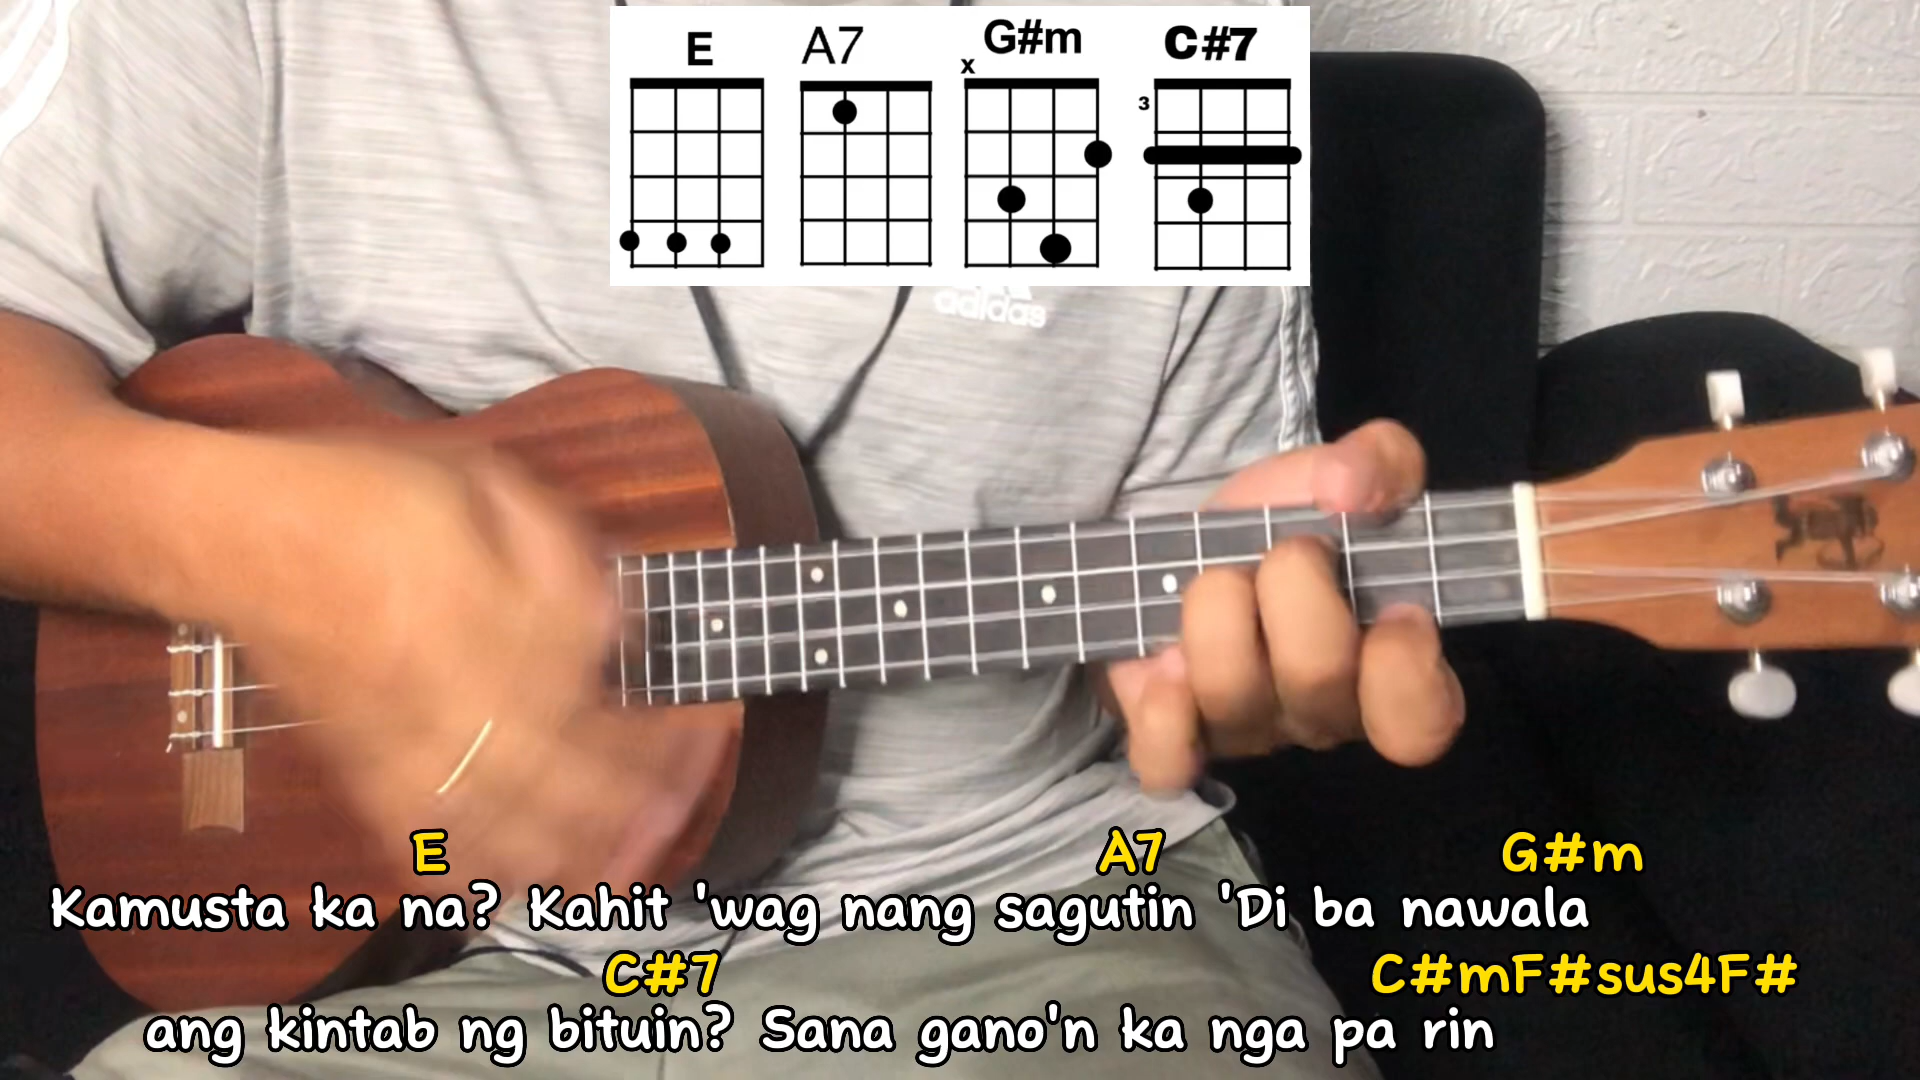 E A7 G#m C#7
x
3
adidas
E A7 G#m
Kamusta ka na? Kahit 'wag nang sagutin 'Di ba nawala
C#7 C#mF#sus4F#
ang kintab ng bituin? Sana gano'n ka nga pa rin